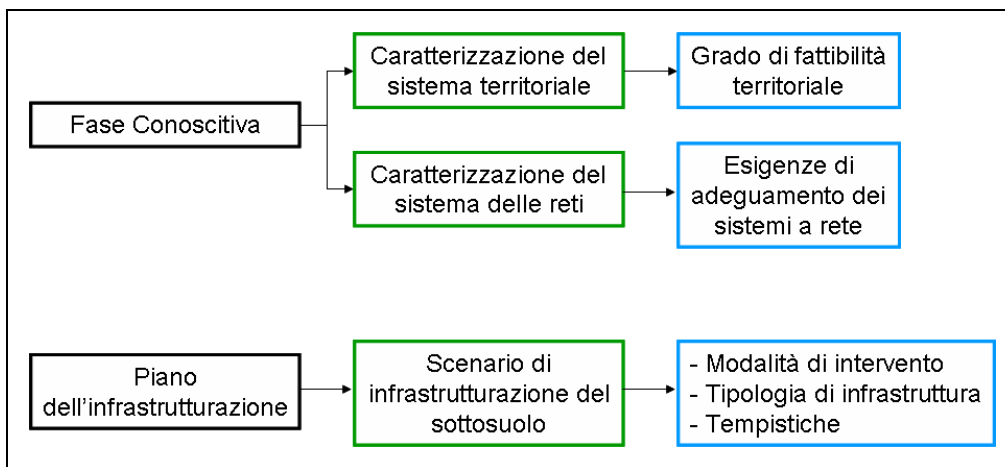 Fase Conoscitiva
Caratterizzazione del
sistema territoriale
Grado di fattibilità
territoriale
Caratterizzazione del
sistema delle reti
Esigenze di
adeguamento dei
sistemi a rete
Piano
dell'infrastrutturazione
Scenario di
infrastrutturazione del
sottosuolo
- Modalità di intervento
- Tipologia di infrastruttura
- Tempistiche